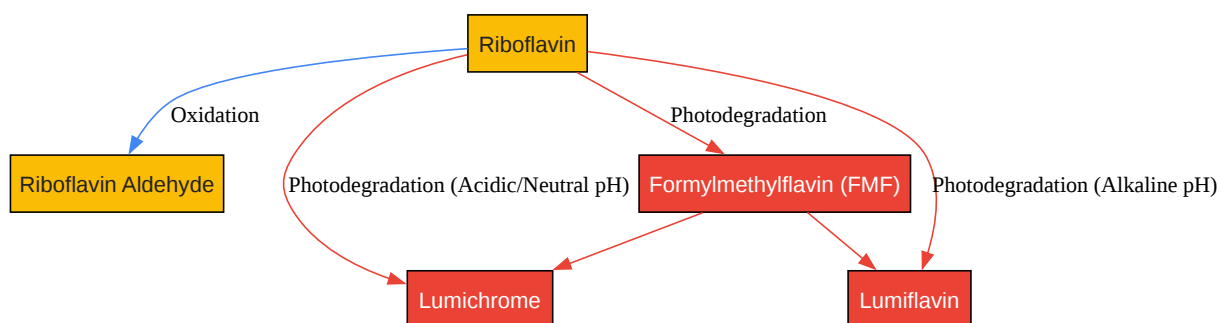 Riboflavin
Oxidation
Photodegradation
Riboflavin Aldehyde
Photodegradation (Acidic/Neutral pH)
Formylmethylflavin (FMF)
Photodegradation (Alkaline pH)
Lumichrome
Lumiflavin